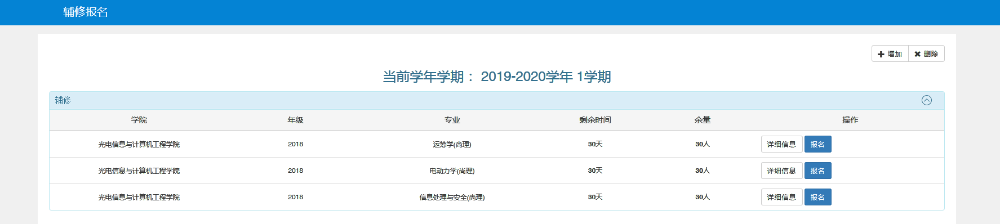 辅修报名
增加 删除
当前学年学期： 2019-2020学年 1学期
辅修
学院 年级 专业 剩余时间 余量 操作
光电信息与计算机工程学院 2018 运筹学(尚理) 30天 30人 详细信息 报名
光电信息与计算机工程学院 2018 电动力学(尚理) 30天 30人 详细信息 报名
光电信息与计算机工程学院 2018 信息处理与安全(尚理) 30天 30人 详细信息 报名